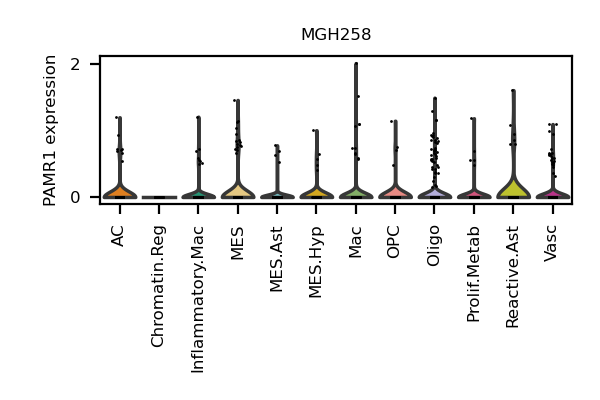 MGH258
PAMR1 expression
2
0
AC
Chromatin.Reg
Inflammatory.Mac
MES
MES.Ast
MES.Hyp
Mac
OPC
Oligo
Prolif.Metab
Reactive.Ast
Vasc